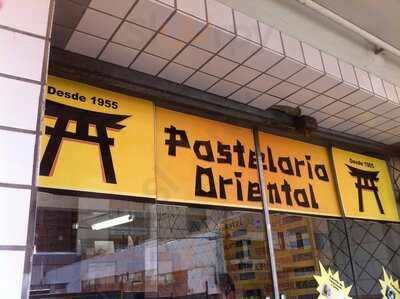 Desde 1955
Pastelaria
Oriental
Desde 1955